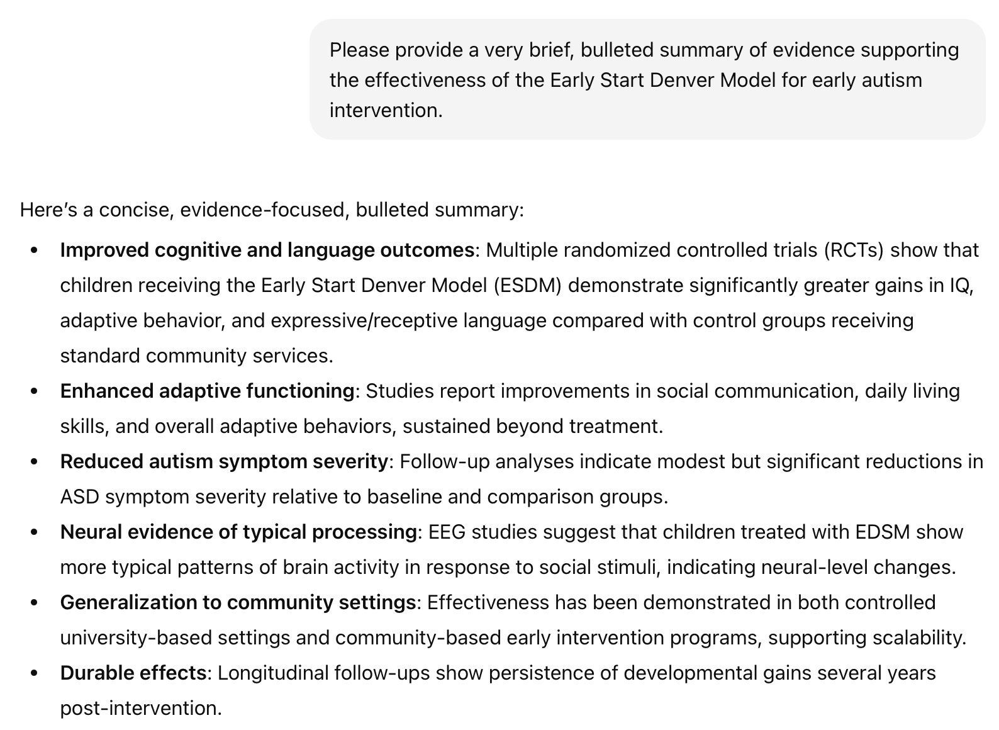 Please provide a very brief, bulleted summary of evidence supporting
the effectiveness of the Early Start Denver Model for early autism
intervention.
Here’s a concise, evidence-focused, bulleted summary:
• Improved cognitive and language outcomes: Multiple randomized controlled trials (RCTs) show that
children receiving the Early Start Denver Model (ESDM) demonstrate significantly greater gains in IQ,
adaptive behavior, and expressive/receptive language compared with control groups receiving
standard community services.
• Enhanced adaptive functioning: Studies report improvements in social communication, daily living
skills, and overall adaptive behaviors, sustained beyond treatment.
• Reduced autism symptom severity: Follow-up analyses indicate modest but significant reductions in
ASD symptom severity relative to baseline and comparison groups.
• Neural evidence of typical processing: EEG studies suggest that children treated with EDSM show
more typical patterns of brain activity in response to social stimuli, indicating neural-level changes.
• Generalization to community settings: Effectiveness has been demonstrated in both controlled
university-based settings and community-based early intervention programs, supporting scalability.
• Durable effects: Longitudinal follow-ups show persistence of developmental gains several years
post-intervention.